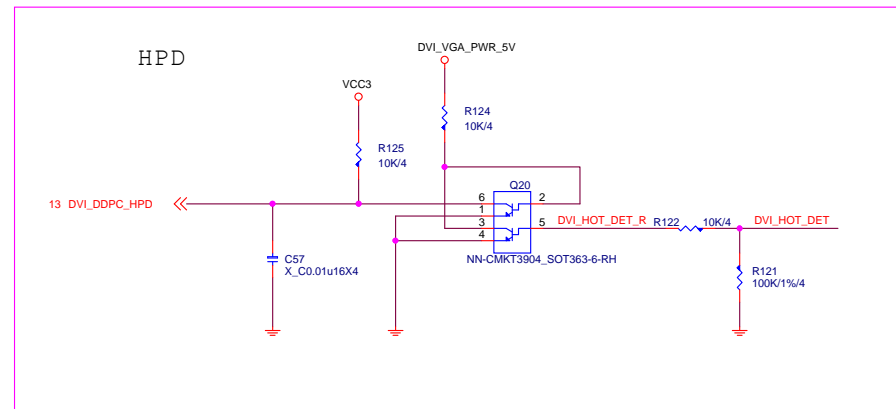 HPD
DVI_VGA_PWR_5V
VCC3
R124
10K/4
R125
10K/4
Q20
13 DVI_DDPC_HPD
6
2
1
3
5
4
DVI_HOT_DET_R
R122
10K/4
DVI_HOT_DET
NN-CMKT3904_SOT363-6-RH
C57
X_C0.01u16X4
R121
100K/1%/4